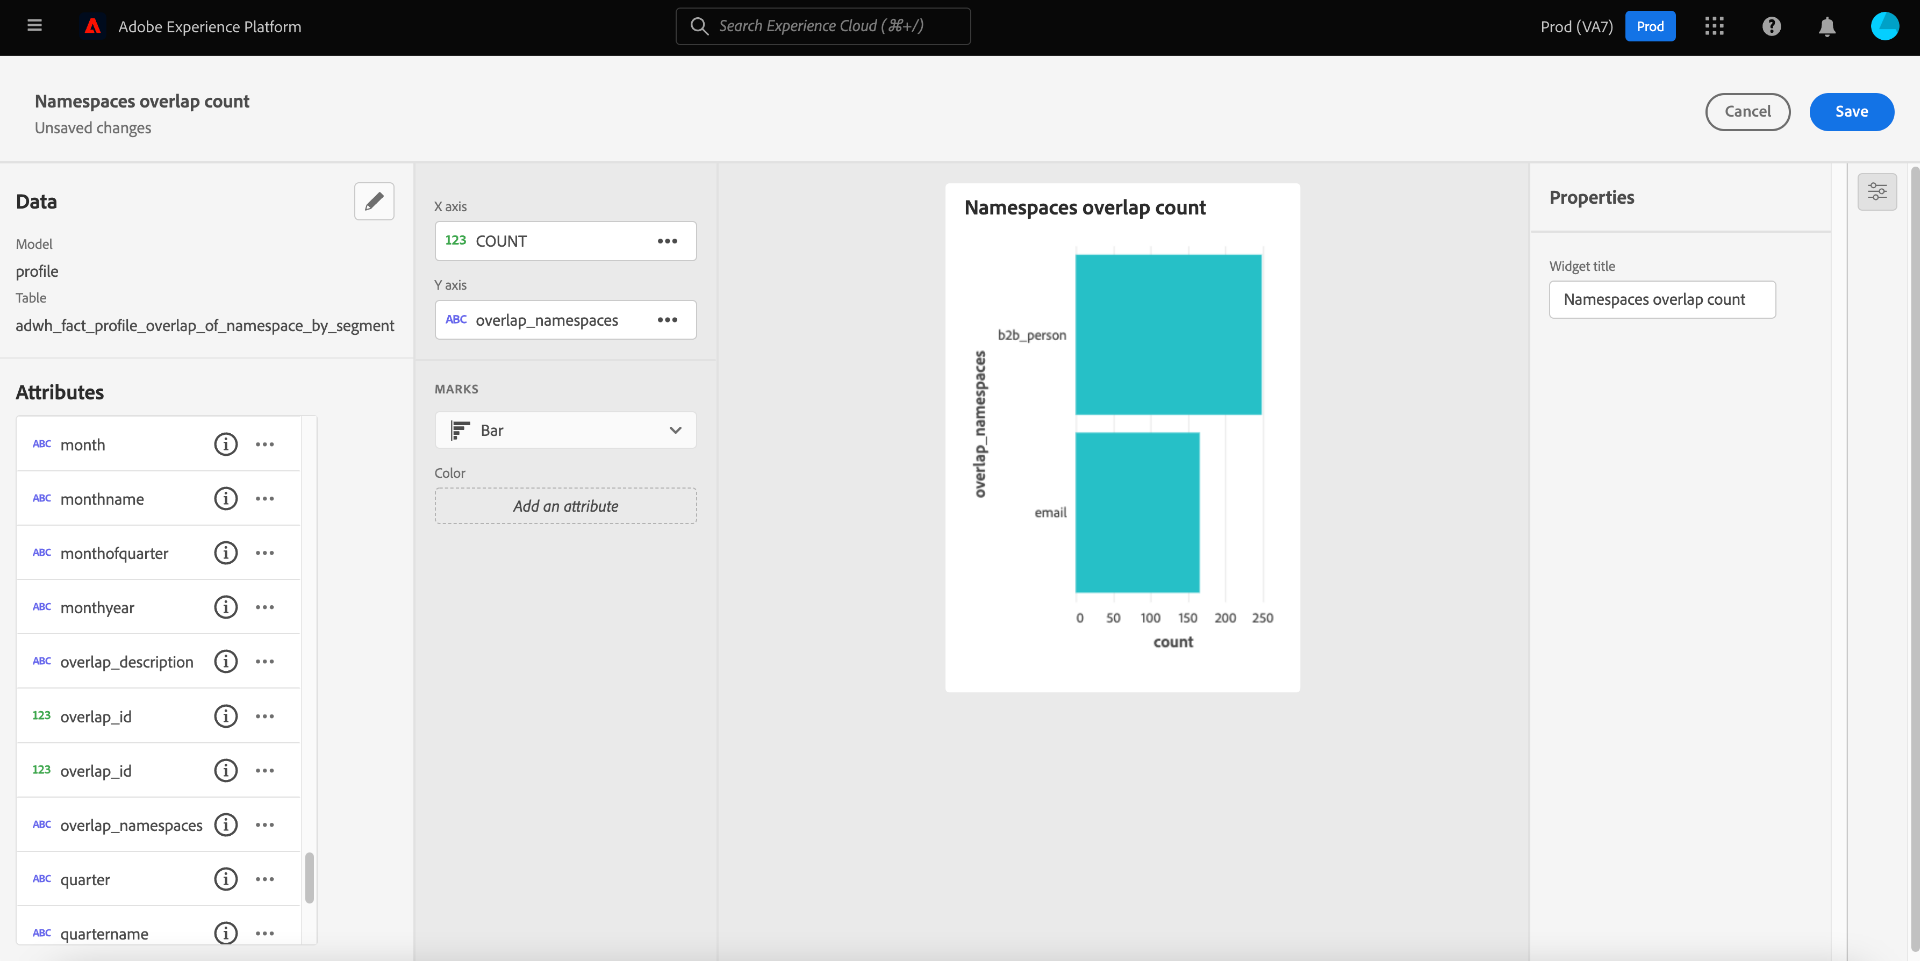 Adobe Experience Platform
Search Experience Cloud (⌘+/)
Prod (VA7)
Prod
Namespaces overlap count
Unsaved changes
Cancel
Save
Data
Model
profile
Table
adwh_fact_profile_overlap_of_namespace_by_segment
Attributes
ABC month
ABC monthname
ABC monthofquarter
ABC monthyear
ABC overlap_description
123 overlap_id
123 overlap_id
ABC overlap_namespaces
ABC quarter
ABC quartername
X axis
123 COUNT
Y axis
ABC overlap_namespaces
MARKS
Bar
Color
Add an attribute
Namespaces overlap count
overlap_namespaces
b2b_person
email
0 50 100 150 200 250
count
Properties
Widget title
Namespaces overlap count